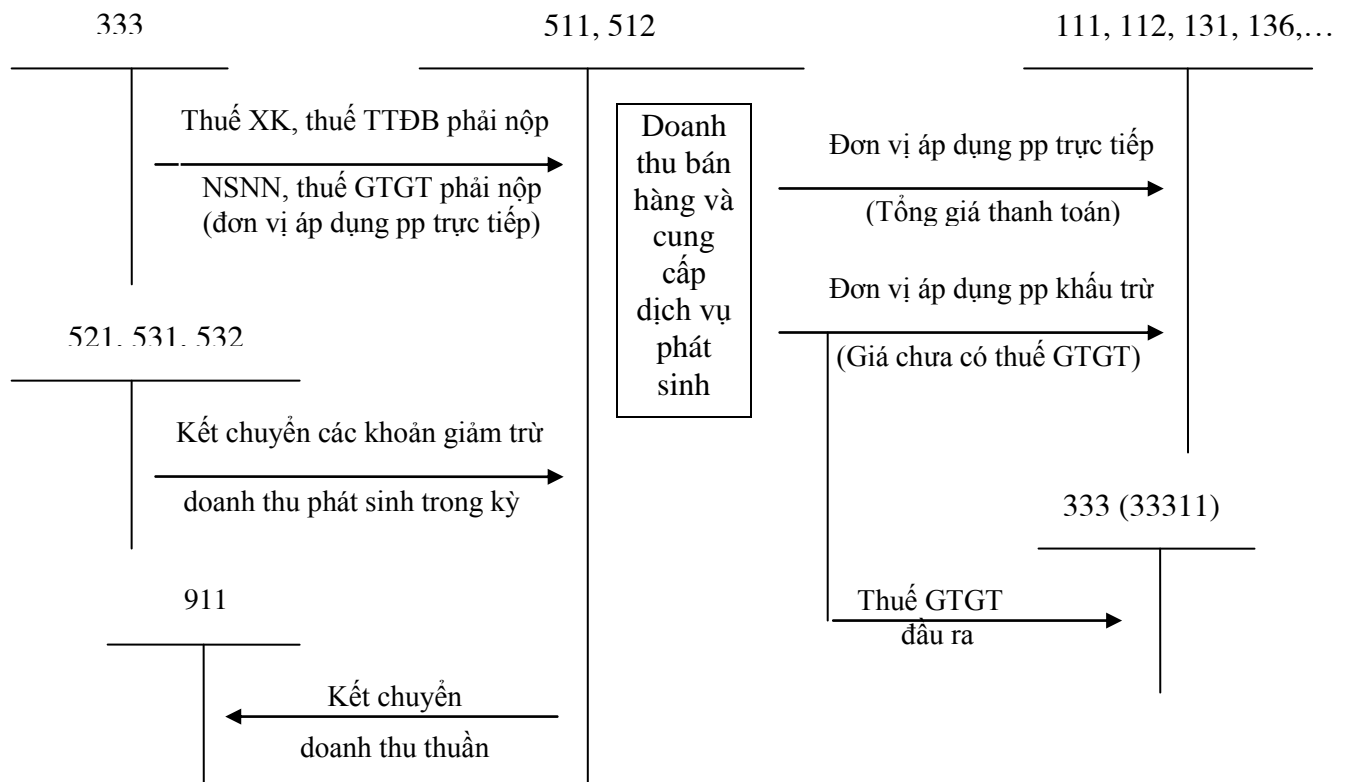 333
511, 512
111, 112, 131, 136,…
Thuế XK, thuế TTĐB phải nộp
NSNN, thuế GTGT phải nộp
(đơn vị áp dụng pp trực tiếp)
Doanh
thu bán
hàng và
cung
cấp
dịch vụ
phát
sinh
Đơn vị áp dụng pp trực tiếp
(Tổng giá thanh toán)
Đơn vị áp dụng pp khấu trừ
(Giá chưa có thuế GTGT)
521, 531, 532
Kết chuyển các khoản giảm trừ
doanh thu phát sinh trong kỳ
333 (33311)
Thuế GTGT
đầu ra
911
Kết chuyển
doanh thu thuần